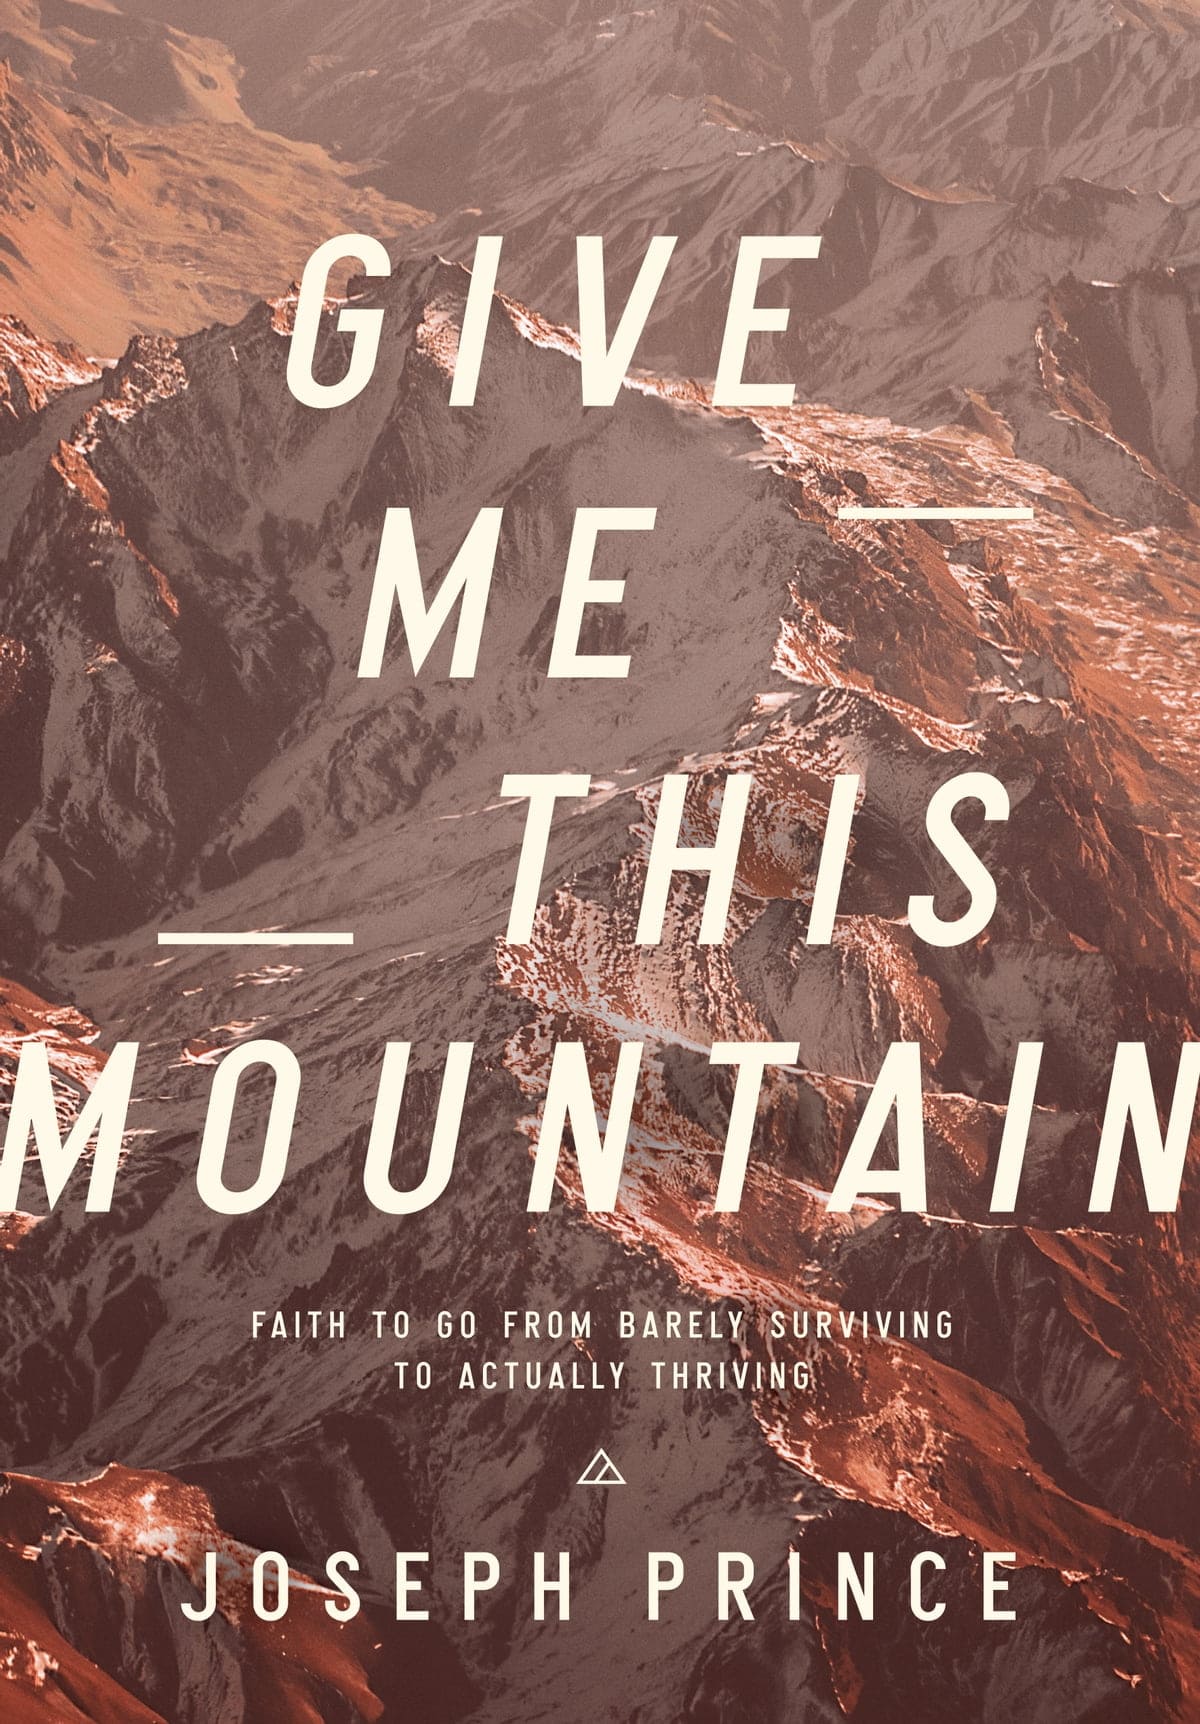 GIVE
ME
THIS
MOUNTAIN
FAITH TO GO FROM BARELY SURVIVING
TO ACTUALLY THRIVING
JOSEPH PRINCE